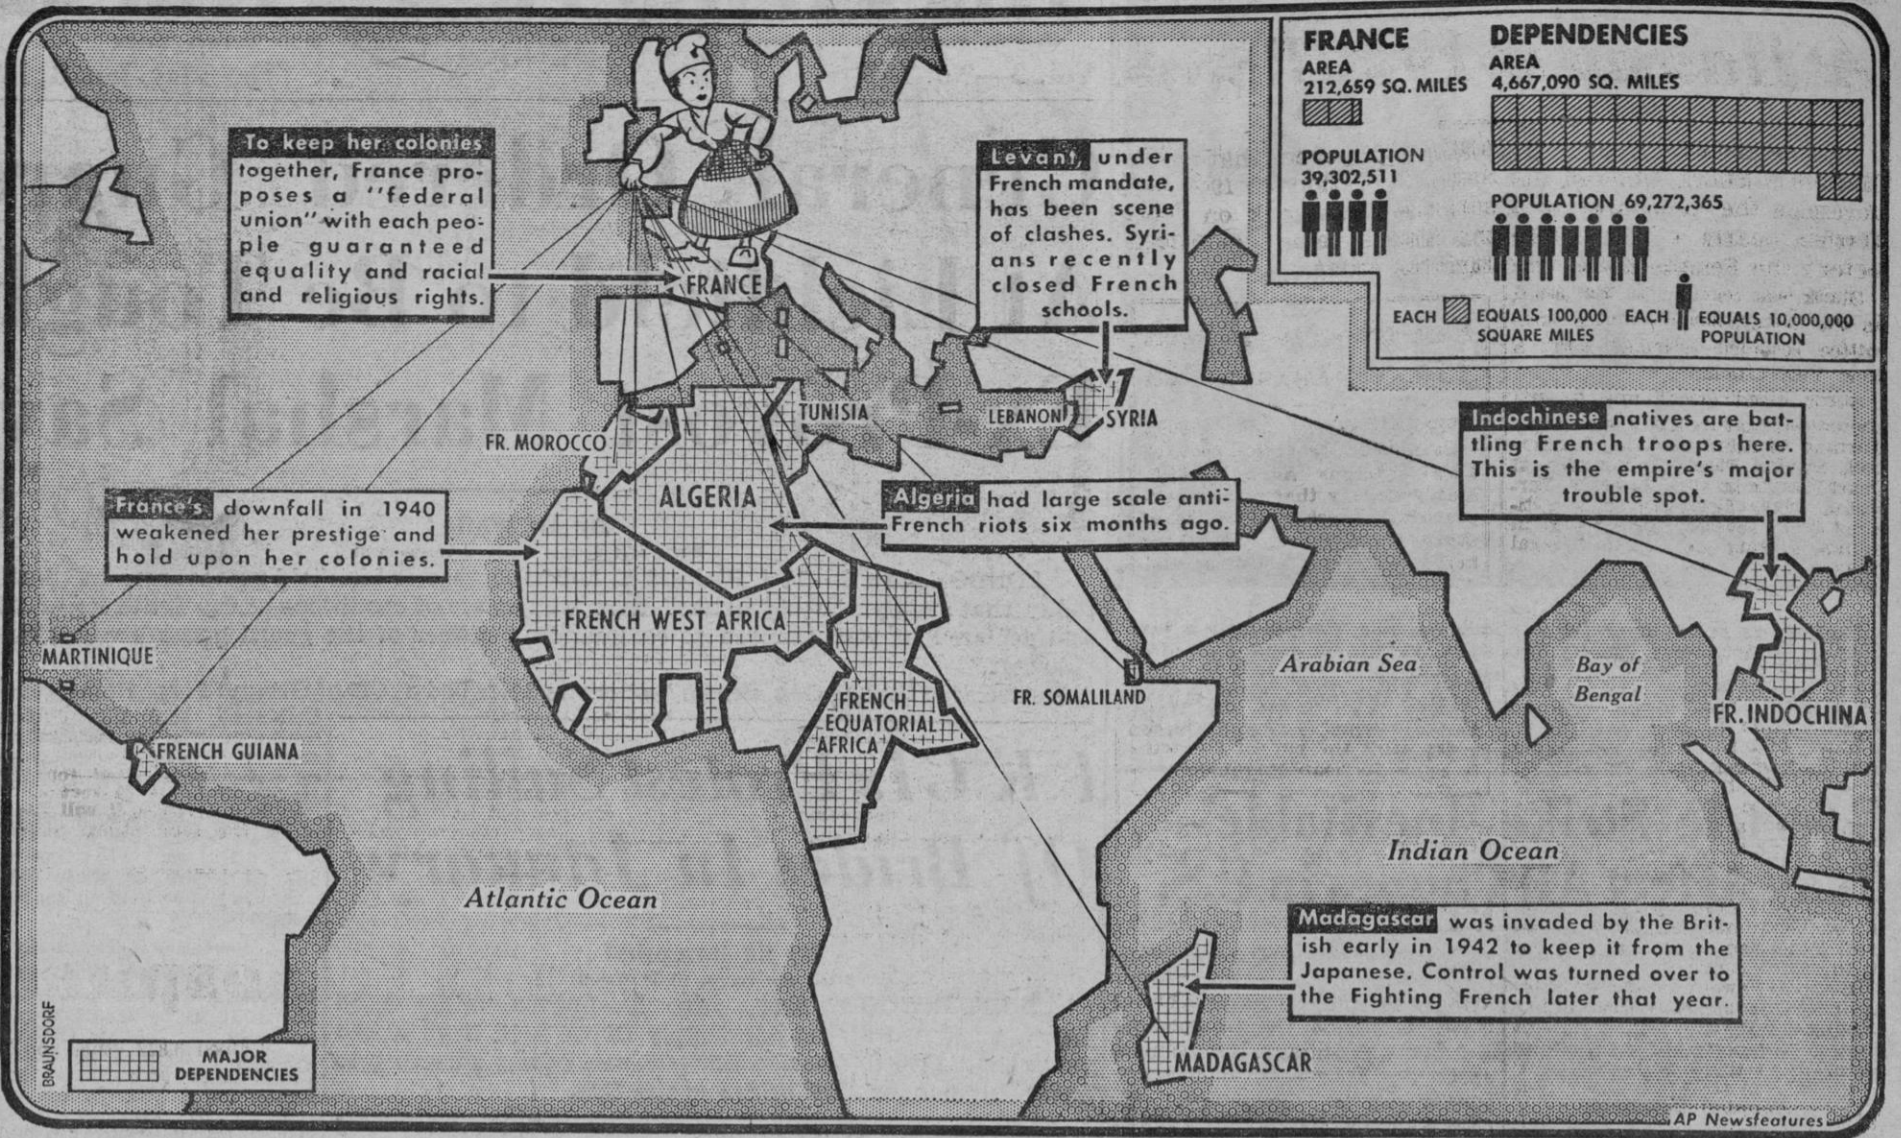 FRANCE
AREA
212,659 SQ. MILES
POPULATION
39,302,511
DEPENDENCIES
AREA
4,667,090 SQ. MILES
POPULATION 69,272,365
EACH EQUALS 100,000
SQUARE MILES
EACH EQUALS 10,000,000
POPULATION
To keep her colonies
together, France pro-
poses a "federal
union" with each peo-
ple guaranteed
equality and racial
and religious rights.
Levant, under
French mandate,
has been scene
of clashes. Syri-
ans recently
closed French
schools.
FRANCE
Indochinese natives are bat-
tling French troops here.
This is the empire's major
trouble spot.
TUNISIA
LEBANON
SYRIA
FR. MOROCCO
ALGERIA
France's downfall in 1940
weakened her prestige and
hold upon her colonies.
Algeria had large scale anti-
French riots six months ago.
FRENCH WEST AFRICA
MARTINIQUE
Arabian Sea
Bay of
Bengal
FR. SOMALILAND
FRENCH
EQUATORIAL
AFRICA
FR. INDOCHINA
FRENCH GUIANA
Indian Ocean
Atlantic Ocean
Madagascar was invaded by the Brit-
ish early in 1942 to keep it from the
Japanese. Control was turned over to
the Fighting French later that year.
MADAGASCAR
BRAUNSDORF
MAJOR
DEPENDENCIES
AP Newsfeatures